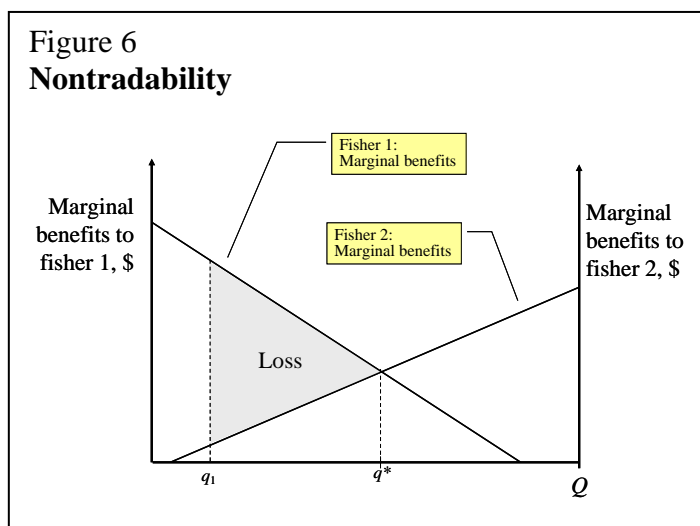 Figure 6
Nontradability
Fisher 1:
Marginal benefits
Marginal
benefits to
fisher 1, $
Fisher 2:
Marginal benefits
Marginal
benefits to
fisher 2, $
Loss
q1
q*
Q